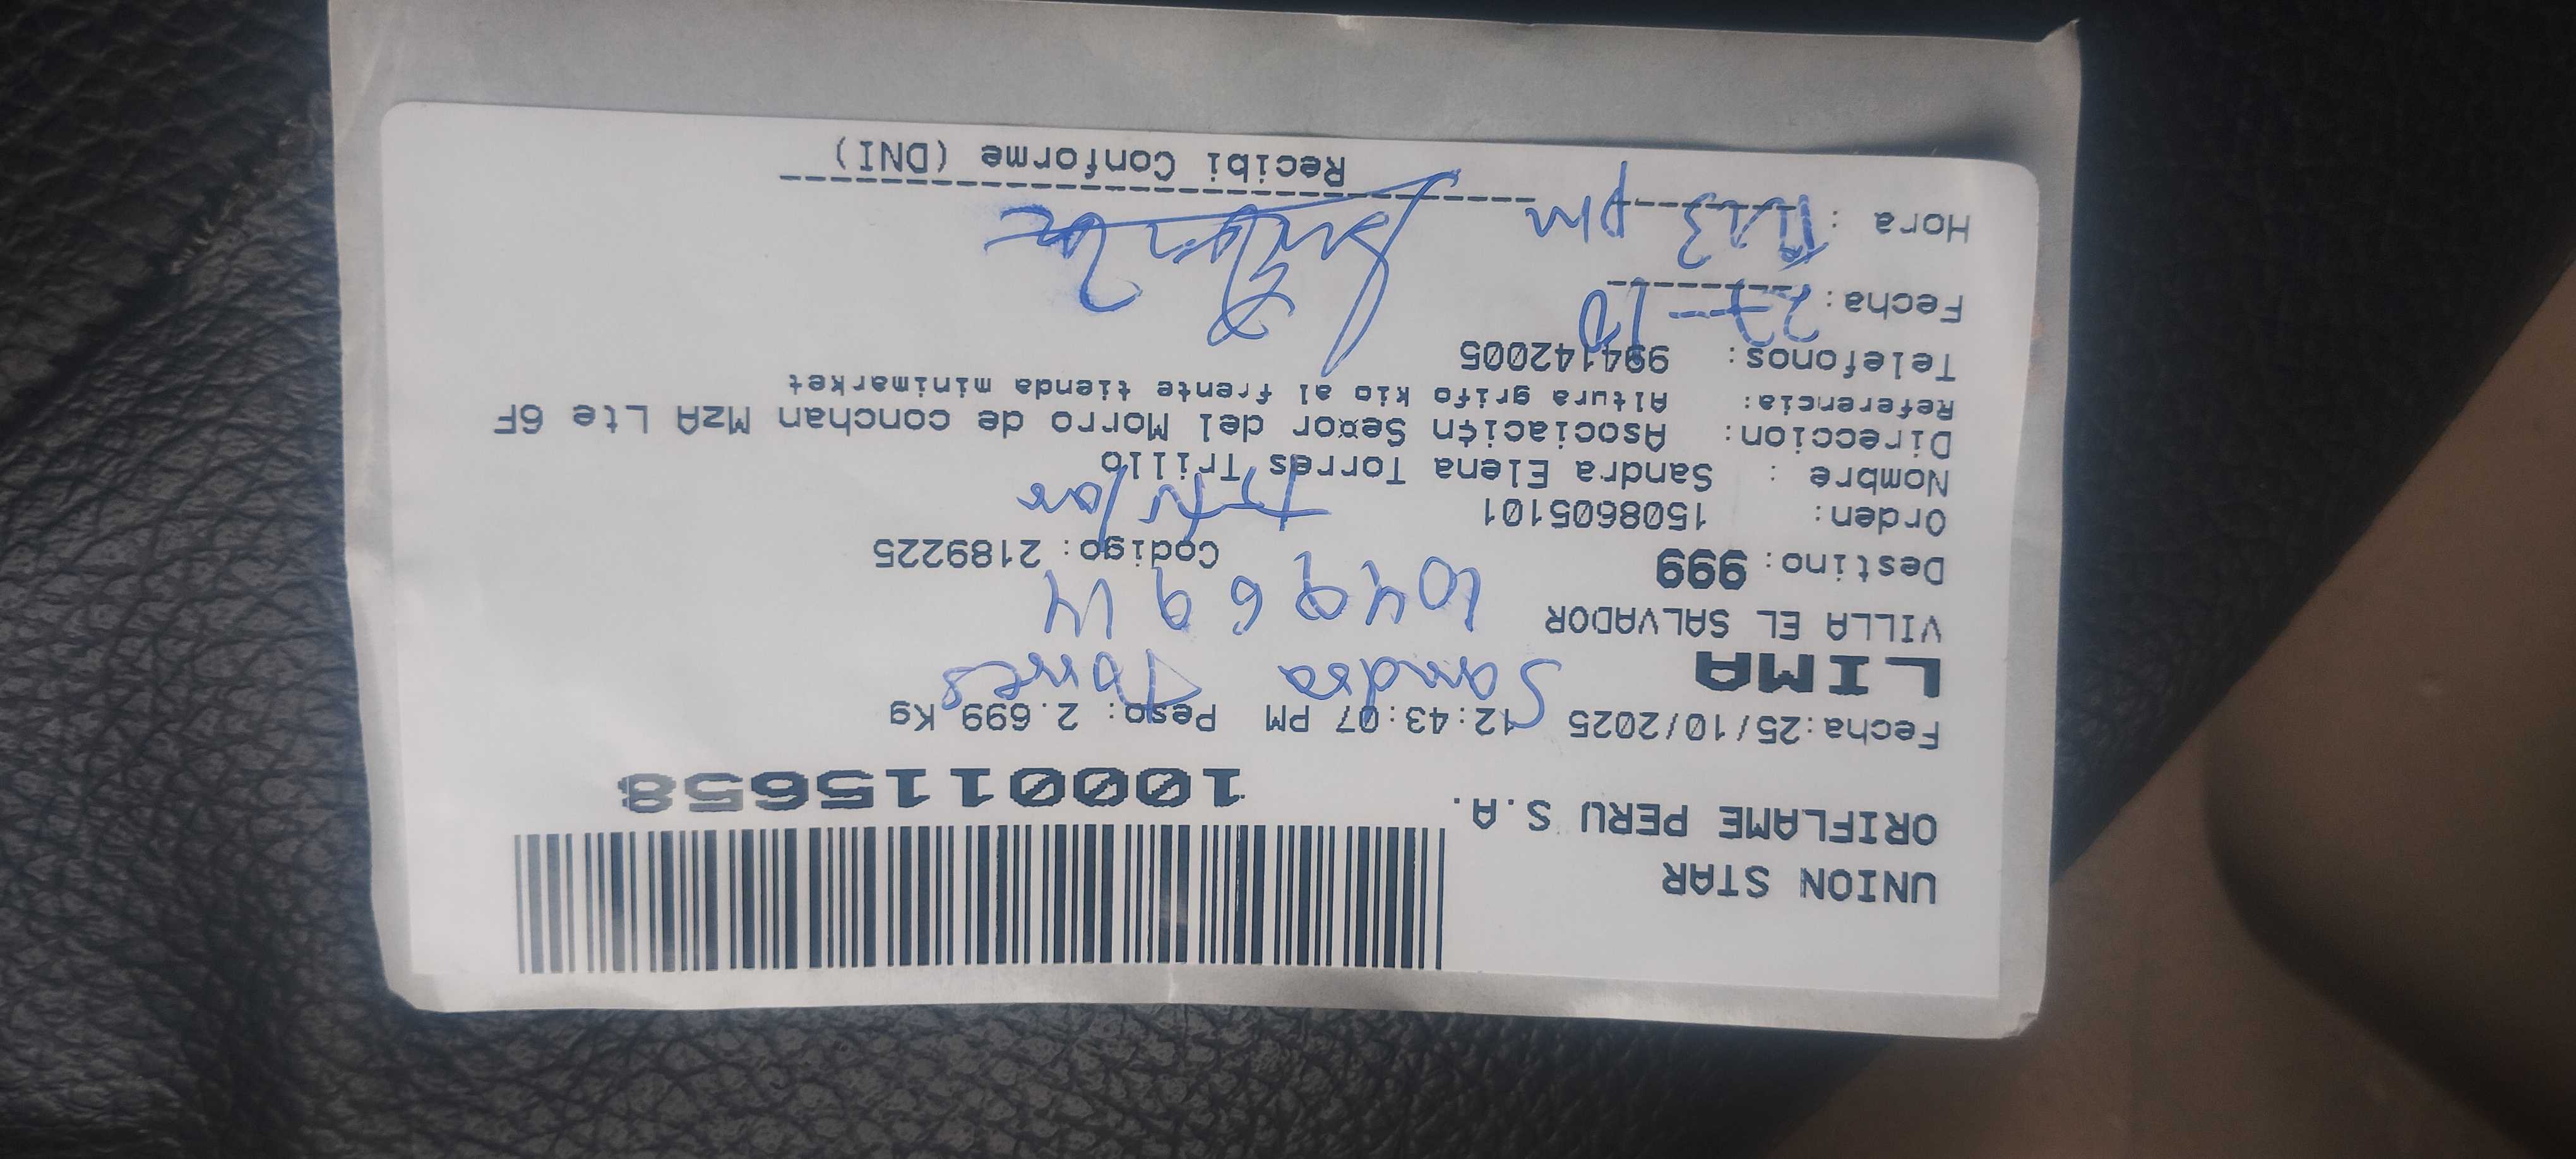 UNION STAR
ORIFLAME PERU S.A.
1000115658
Fecha:25/10/2025 12:43:07 PM Peso: 2.699 Kg
LIMA
Sandra Torres
VILLA EL SALVADOR
10496914
Destino: 999 Codigo: 2189225
Orden: 1508605101
Titular
Nombre : Sandra Elena Torres Trillo
Direccion: Asociaci¢n Se¤or del Morro de conchan MzA Lte 6F
Referencia: Altura grifo kio al frente tienda minimarket
Telefonos: 994142005
Fecha: 27-10
Hora : pm
Recibi Conforme (DNI)